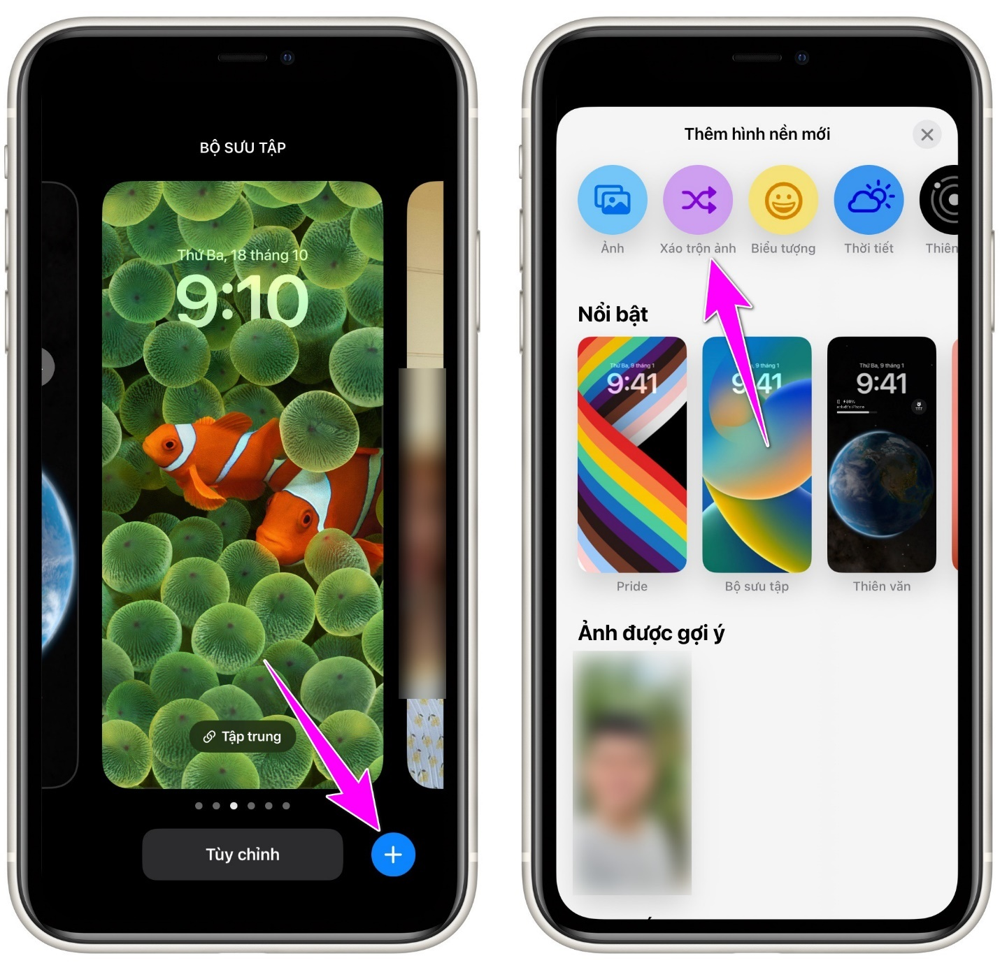 BỘ SƯU TẬP
Thứ Ba, 18 tháng 10
9:10
Tập trung
Tùy chỉnh
Thêm hình nền mới
Ảnh
Xáo trộn ảnh
Biểu tượng
Thời tiết
Thiên
Nổi bật
Thứ Ba, 9 tháng 1
9:41
9 tháng 1
9:41
Thứ Ba, 9 tháng 1
9:41
80%
TẮT
Pride
Bộ sưu tập
Thiên văn
Ảnh được gợi ý